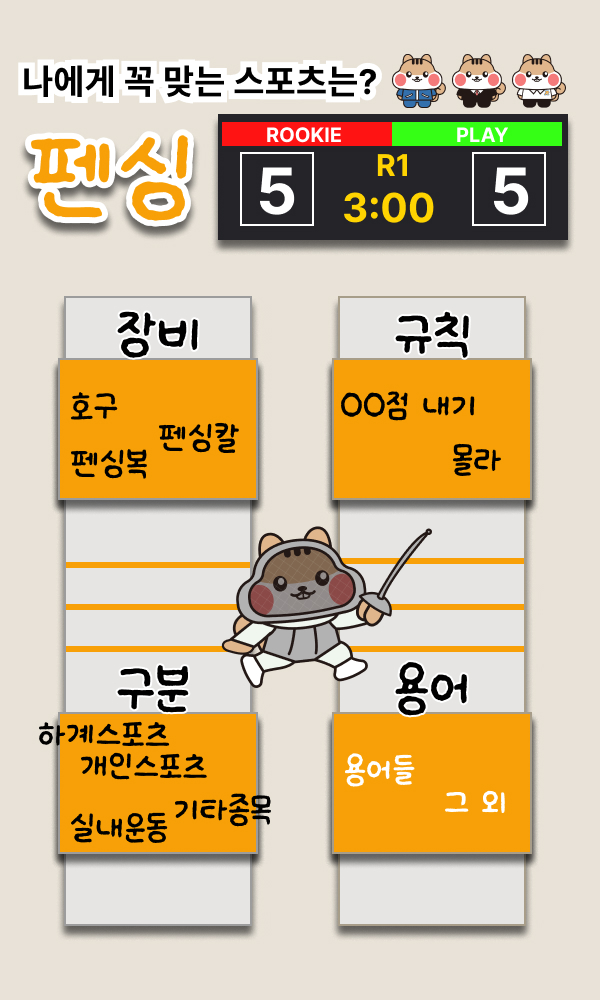 나에게 꼭 맞는 스포츠는?
펜싱
ROOKIE PLAY
5 R1 5
3:00
장비
호구
펜싱칼
펜싱복
규칙
OO점 내기
몰라
구분
하계스포츠
개인스포츠
기타종목
실내운동
용어
용어들
그 외